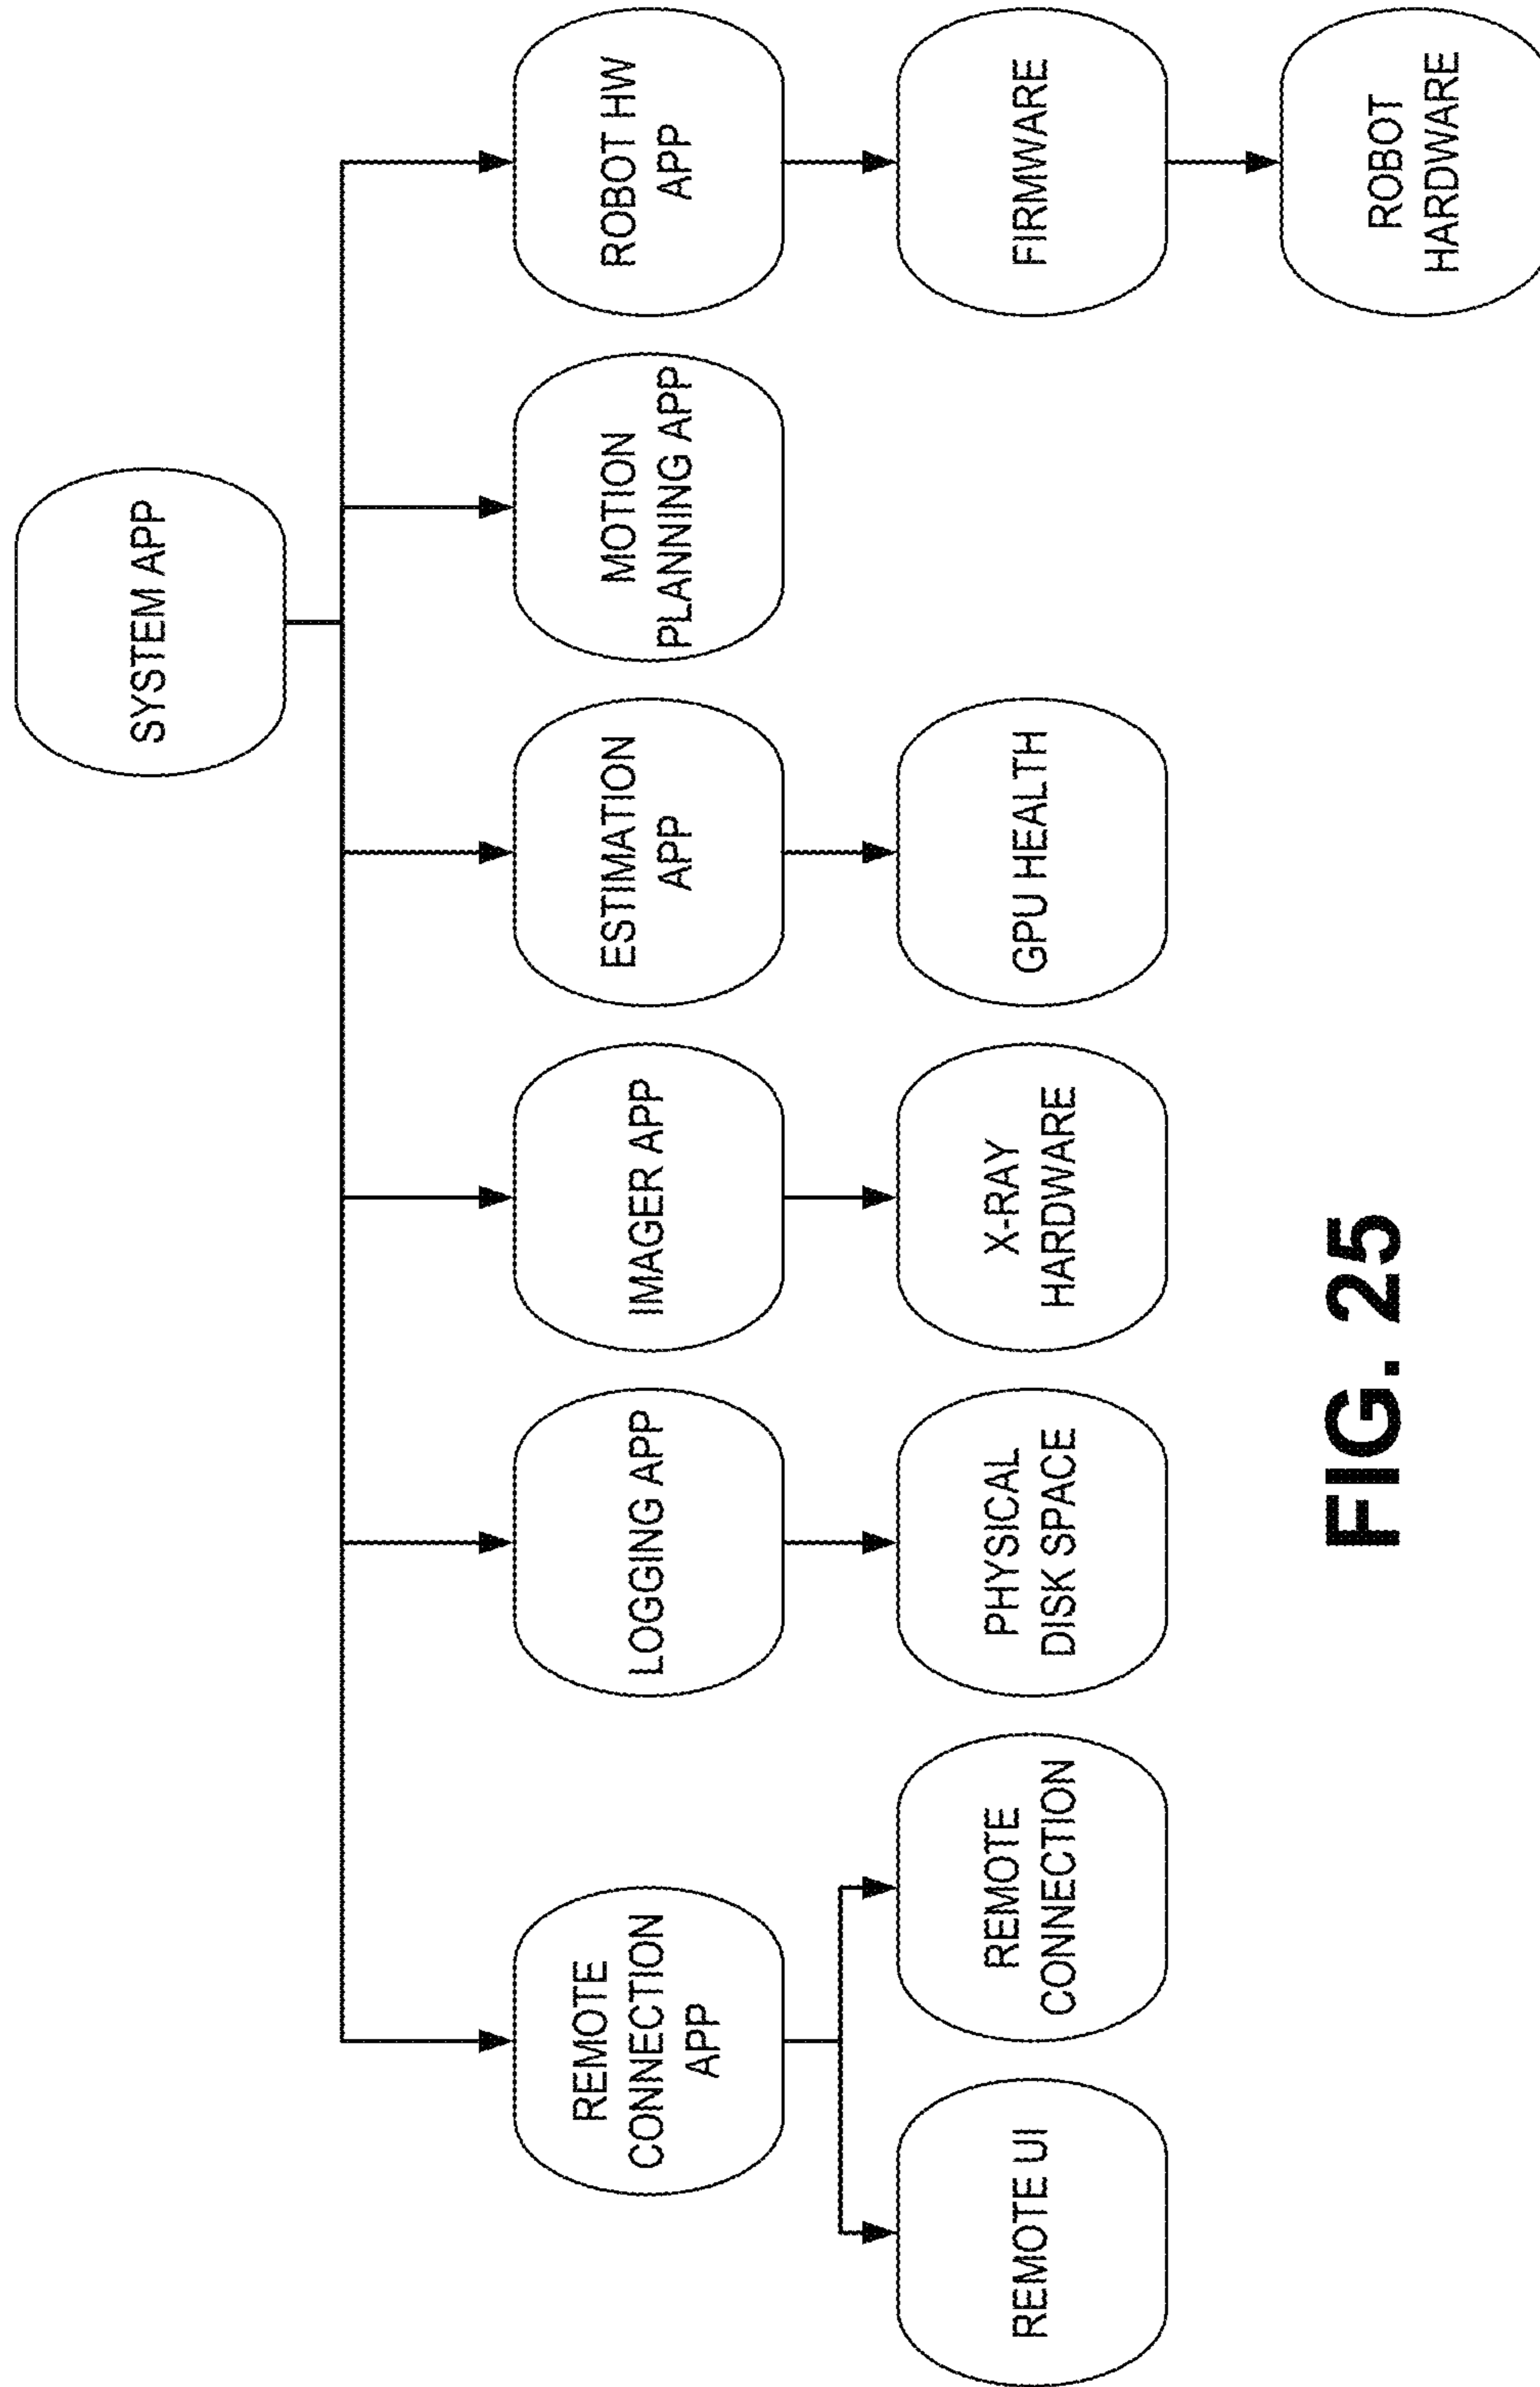 SYSTEM APP
REMOTE
CONNECTION
APP
LOGGING APP
IMAGER APP
ESTIMATION
APP
MOTION
PLANNING APP
ROBOT HW
APP
REMOTE UI
REMOTE
CONNECTION
PHYSICAL
DISK SPACE
X-RAY
HARDWARE
GPU HEALTH
FIRMWARE
ROBOT
HARDWARE
FIG. 25